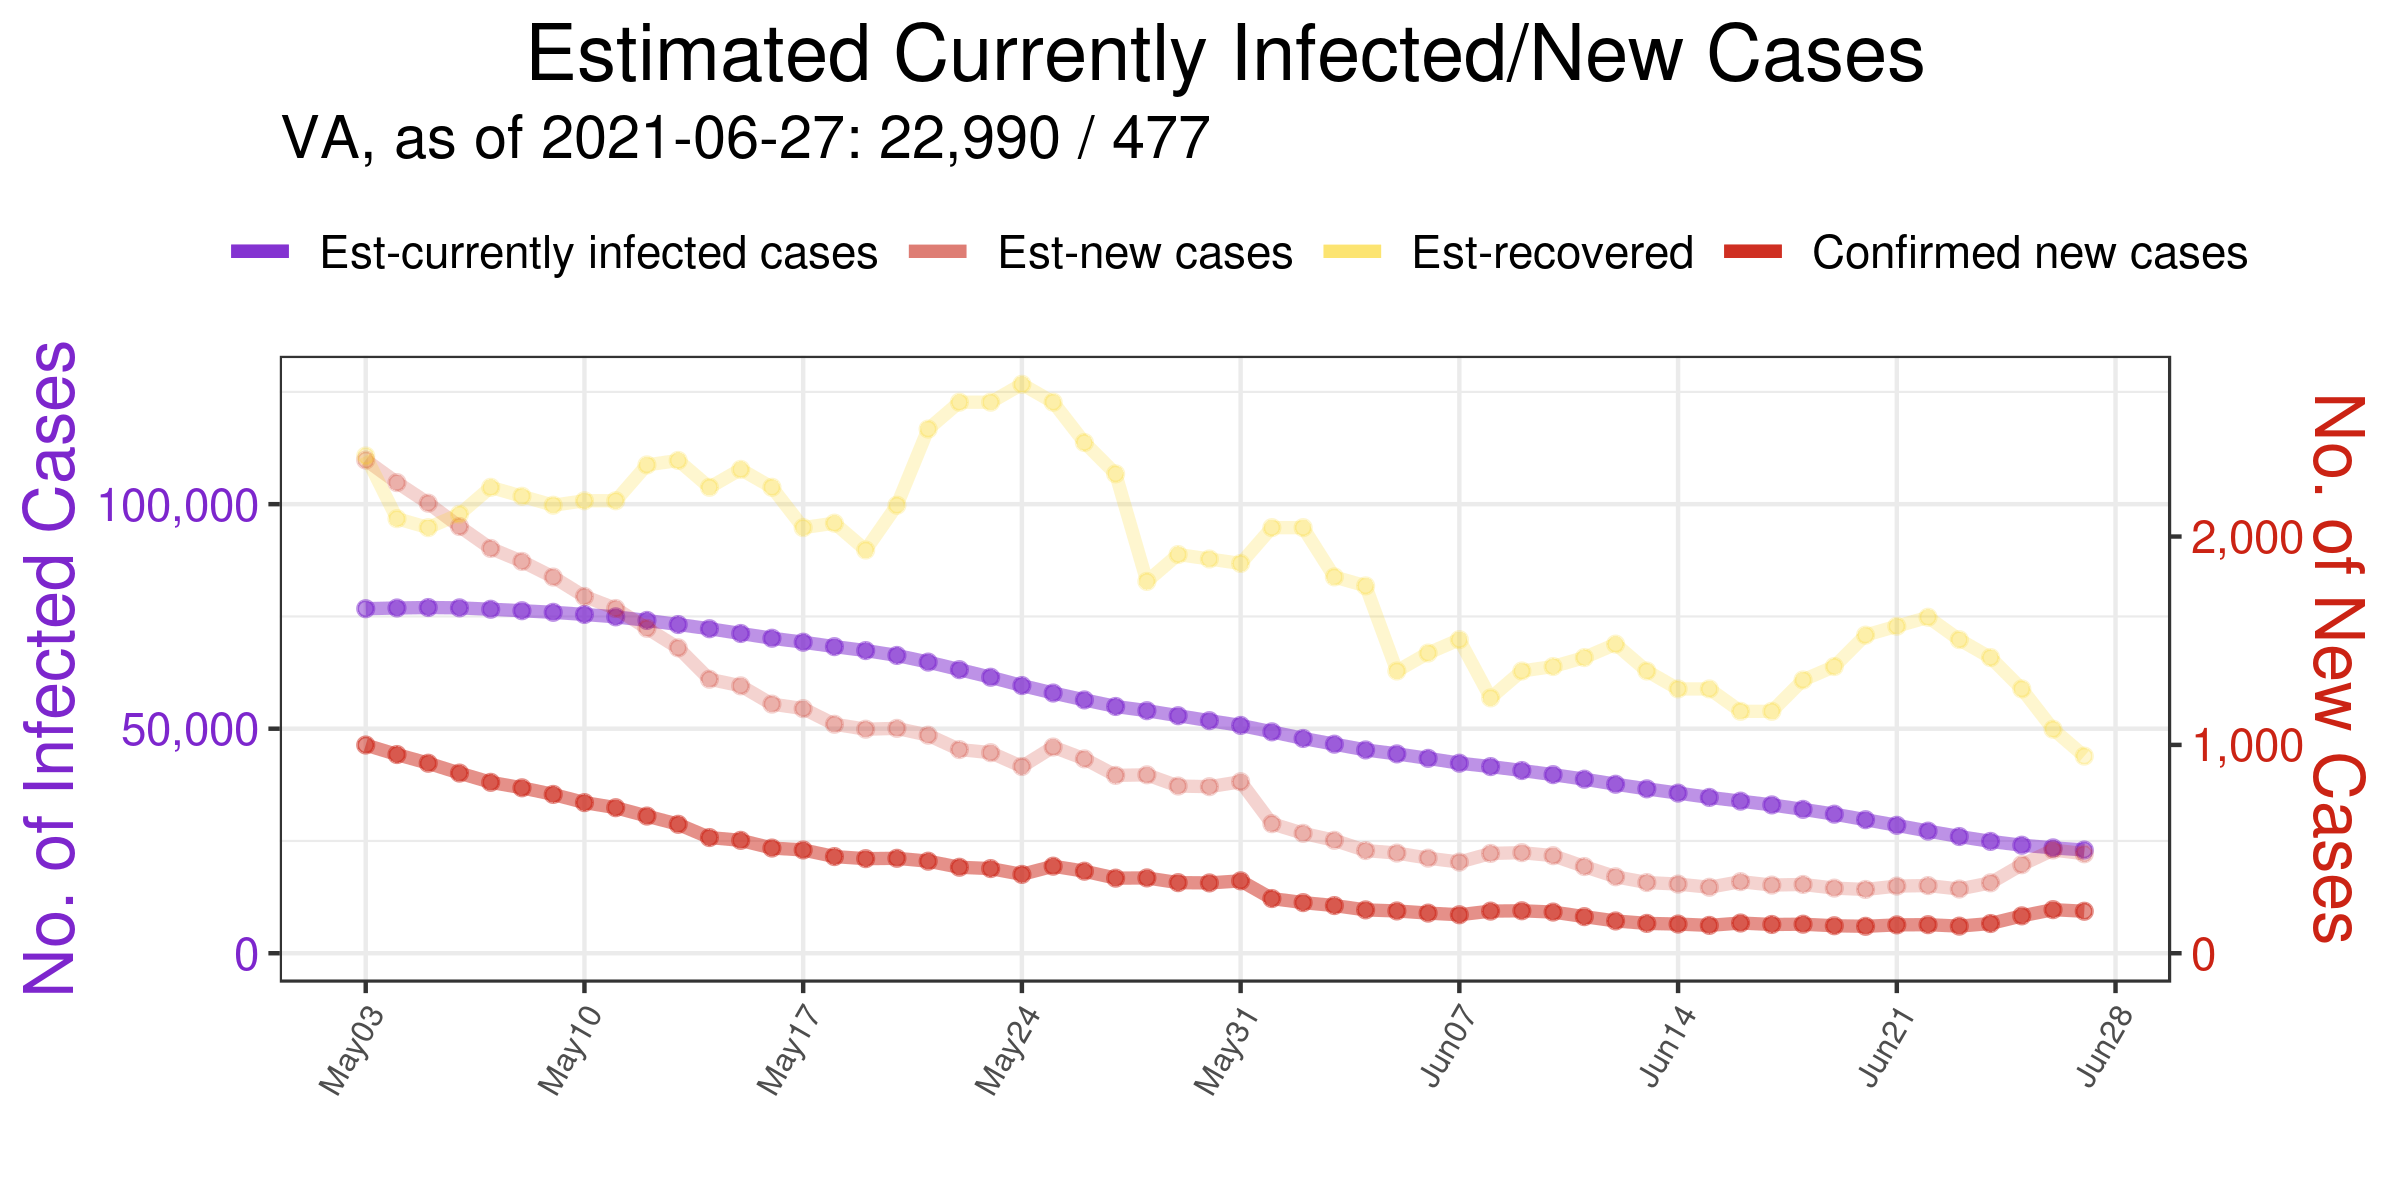 Estimated Currently Infected/New Cases
VA, as of 2021-06-27: 22,990 / 477
Est-currently infected cases Est-new cases Est-recovered Confirmed new cases
No. of Infected Cases
100,000
50,000
0
2,000
1,000
0
No. of New Cases
May03 May10 May17 May24 May31 Jun07 Jun14 Jun21 Jun28